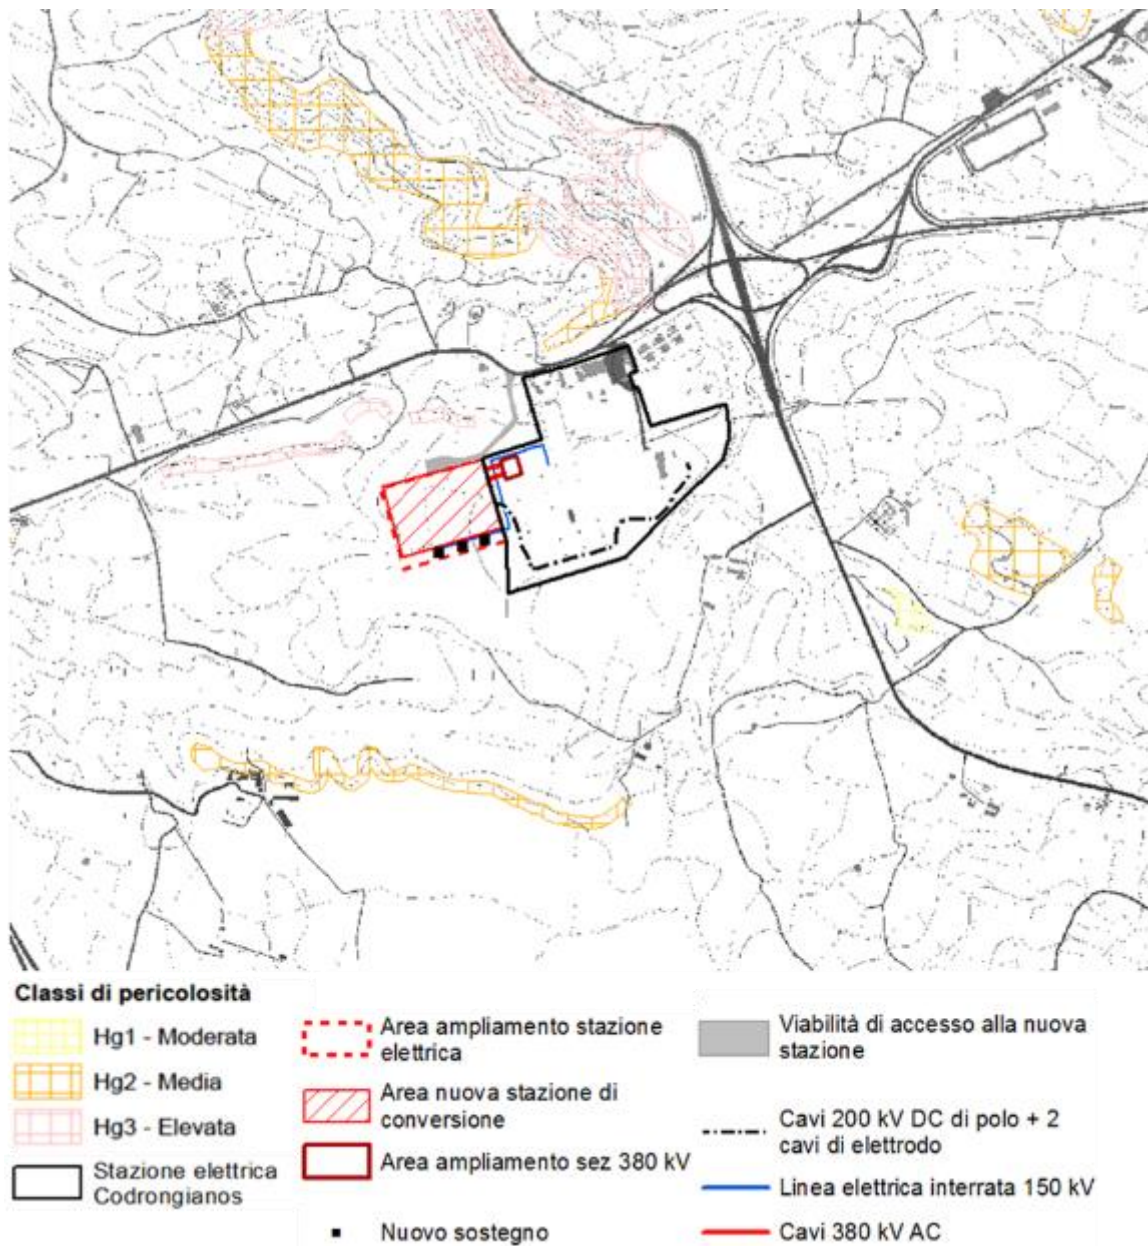 Classi di pericolosità
Hg1 - Moderata
Hg2 - Media
Hg3 - Elevata
Stazione elettrica
Codrongianos
Area ampliamento stazione
elettrica
Area nuova stazione di
conversione
Area ampliamento sez 380 kV
Nuovo sostegno
Viabilità di accesso alla nuova
stazione
Cavi 200 kV DC di polo + 2
cavi di elettrodo
Linea elettrica interrata 150 kV
Cavi 380 kV AC